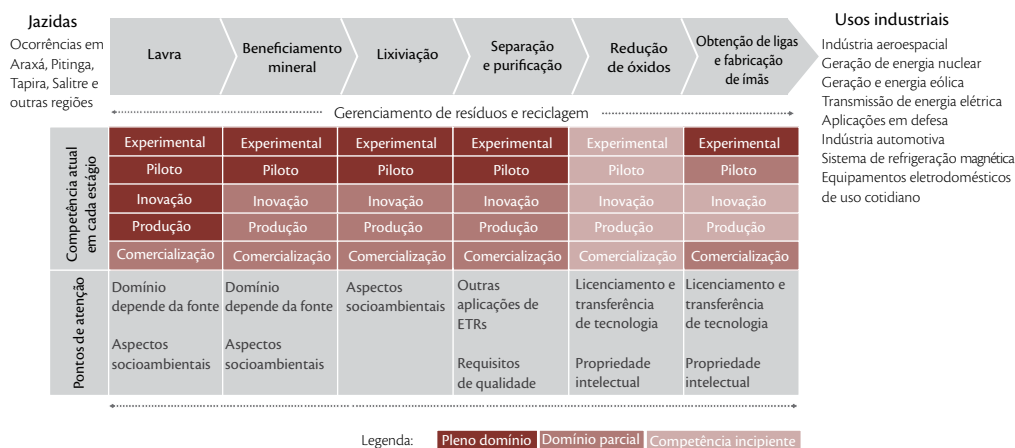 Jazidas
Ocorrências em
Araxá, Pitinga,
Tapira, Salitre e
outras regiões
Lavra
Beneficiamento
mineral
Lixiviação
Separação
e purificação
Redução
de óxidos
Obtenção de ligas
e fabricação
de ímãs
Usos industriais
Indústria aeroespacial
Geração de energia nuclear
Geração e energia eólica
Transmissão de energia elétrica
Aplicações em defesa
Indústria automotiva
Sistema de refrigeração magnética
Equipamentos eletrodomésticos
de uso cotidiano
Gerenciamento de resíduos e reciclagem
Competência atual
em cada estágio
Experimental Experimental Experimental Experimental Experimental Experimental
Piloto Piloto Piloto Piloto Piloto Piloto
Inovação Inovação Inovação Inovação Inovação Inovação
Produção Produção Produção Produção Produção Produção
Comercialização Comercialização Comercialização Comercialização Comercialização Comercialização
Pontos de atenção
Domínio
depende da fonte
Aspectos
socioambientais
Domínio
depende da fonte
Aspectos
socioambientais
Aspectos
socioambientais
Outras
aplicações de
ETRs
Requisitos
de qualidade
Licenciamento e
transferência
de tecnologia
Propriedade
intelectual
Licenciamento e
transferência
de tecnologia
Propriedade
intelectual
Legenda: Pleno domínio Domínio parcial Competência incipiente